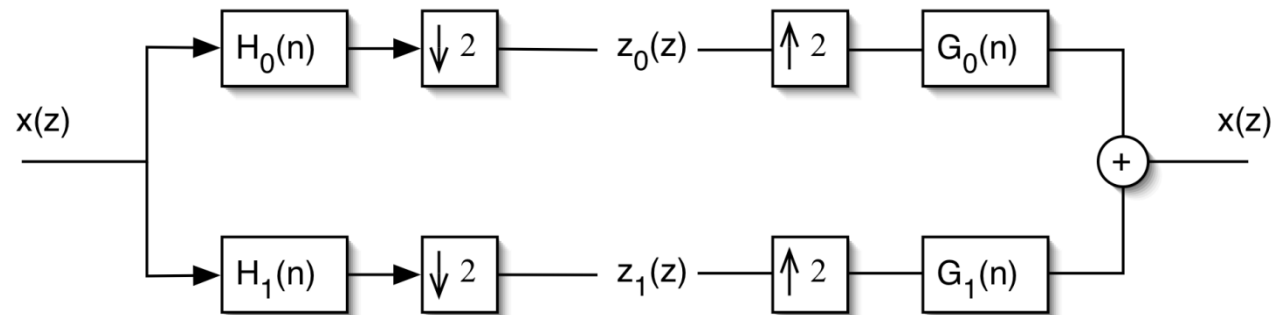 H₀(n) ↓ 2 z₀(z) ↑ 2 G₀(n)
x(z) x(z)
+
H₁(n) ↓ 2 z₁(z) ↑ 2 G₁(n)